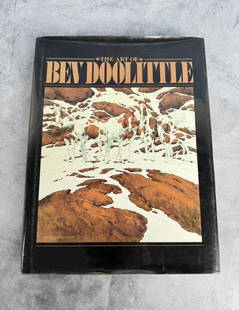 THE ART OF
BEV DOOLITTLE